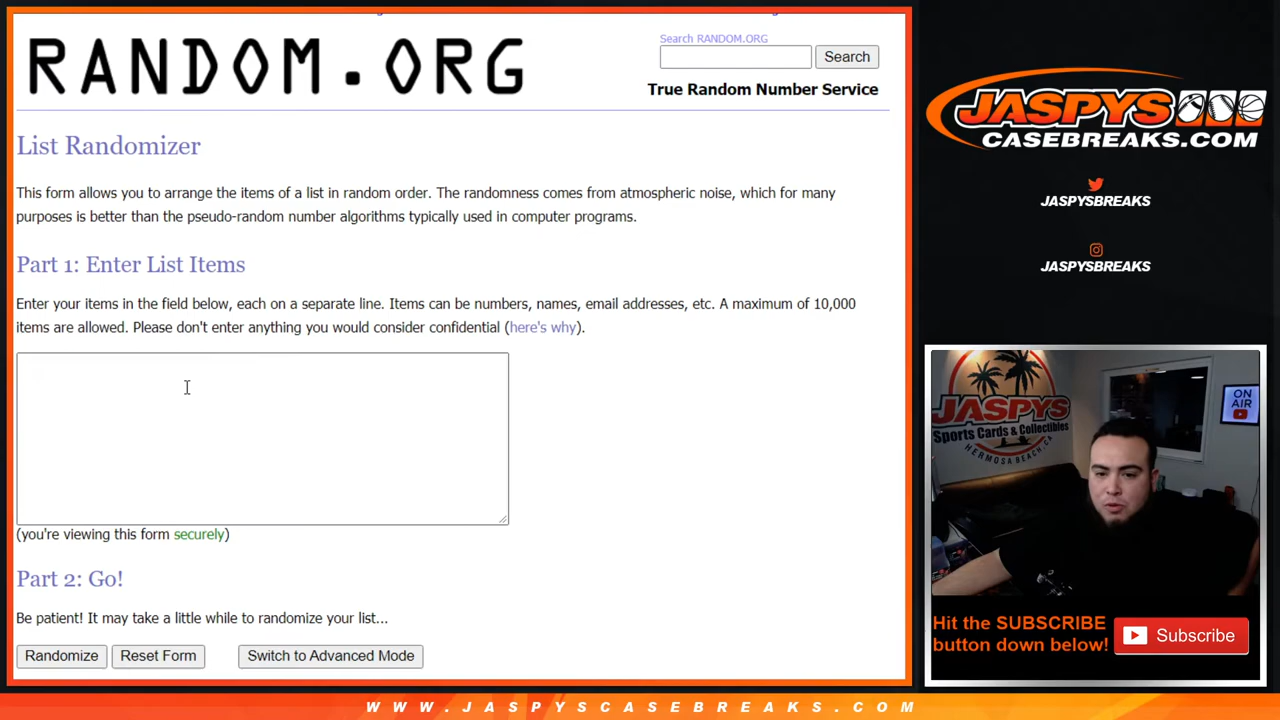 RANDOM.ORG
Search RANDOM.ORG
Search
True Random Number Service
List Randomizer
This form allows you to arrange the items of a list in random order. The randomness comes from atmospheric noise, which for many
purposes is better than the pseudo-random number algorithms typically used in computer programs.
Part 1: Enter List Items
Enter your items in the field below, each on a separate line. Items can be numbers, names, email addresses, etc. A maximum of 10,000
items are allowed. Please don't enter anything you would consider confidential (here's why).
(you're viewing this form securely)
Part 2: Go!
Be patient! It may take a little while to randomize your list...
Randomize
Reset Form
Switch to Advanced Mode
JASPYS
CASEBREAKS.COM
JASPYSBREAKS
JASPYSBREAKS
JASPYS
Sports Cards & Collectibles
HERMOSA BEACH, CA
ON
AIR
Hit the SUBSCRIBE
button down below!
Subscribe
WWW.JASPYSCASEBREAKS.COM